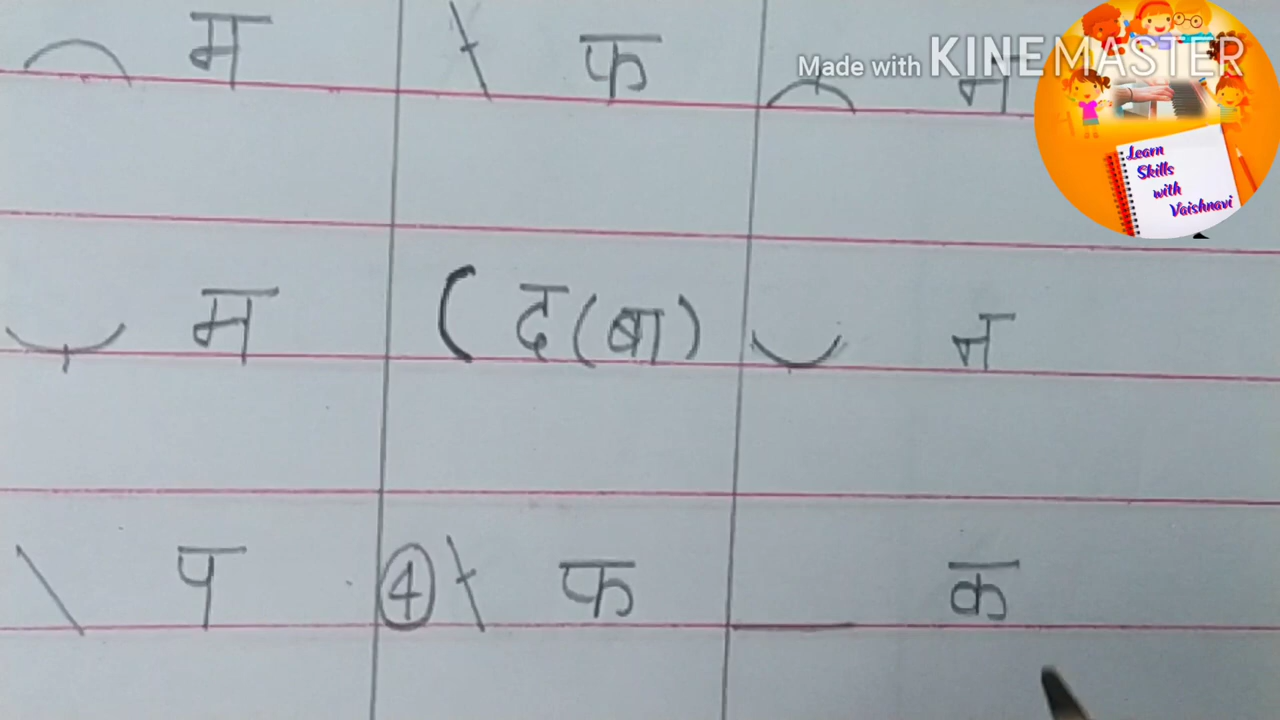 म फ न
Made with KINEMASTER
Learn
Skills
with
Vaishnavi
म द (बा) न
प ④ फ क